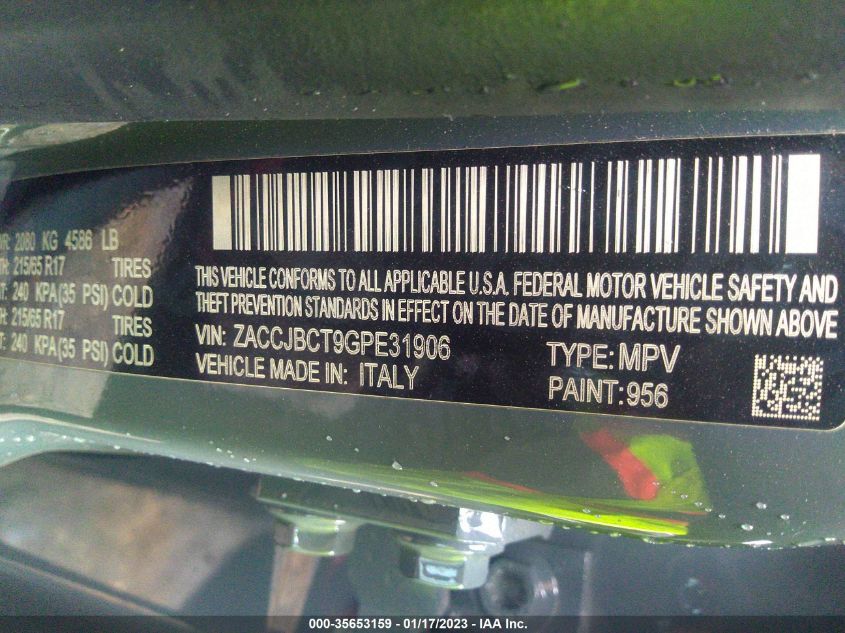 2080 KG 4586 LB
215/65 R17 TIRES
240 KPA(35 PSI) COLD
215/65 R17 TIRES
240 KPA(35 PSI) COLD
THIS VEHICLE CONFORMS TO ALL APPLICABLE U.S.A. FEDERAL MOTOR VEHICLE SAFETY AND
THEFT PREVENTION STANDARDS IN EFFECT ON THE DATE OF MANUFACTURE SHOWN ABOVE
VIN: ZACCJBCT9GPE31906 TYPE: MPV
VEHICLE MADE IN: ITALY PAINT: 956
000-35653159 — 01/17/2023 — IAA Inc.